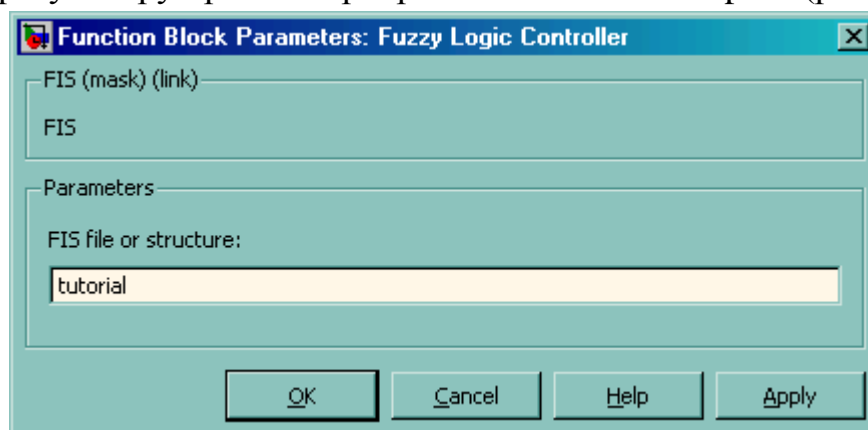 Function Block Parameters: Fuzzy Logic Controller
FIS (mask) (link)
FIS
Parameters
FIS file or structure:
tutorial
OK Cancel Help Apply